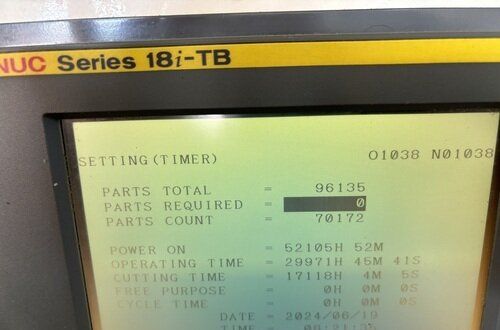 NUC Series 18i-TB
SETTING(TIMER) O1038 N01038
PARTS TOTAL = 96135
PARTS REQUIRED = 0
PARTS COUNT = 70172
POWER ON = 52105H 52M
OPERATING TIME = 29971H 45M 41S
CUTTING TIME = 17118H 4M 5S
FREE PURPOSE = 0H 0M 0S
CYCLE TIME = 0H 0M 0S
DATE = 2024/06/19
TIME =